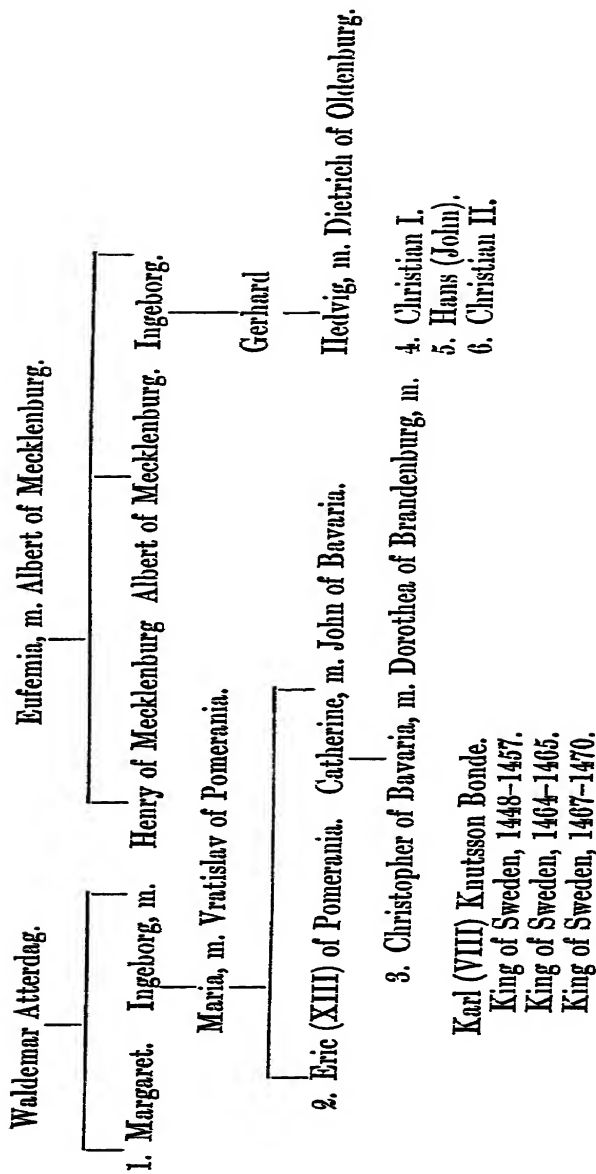 Waldemar Atterdag. Eufemia, m. Albert of Mecklenburg.
1. Margaret. Ingeborg, m. Henry of Mecklenburg Albert of Mecklenburg. Ingeborg.
Maria, m. Vratislav of Pomerania. Gerhard
2. Eric (XIII) of Pomerania. Catherine, m. John of Bavaria. Hedvig, m. Dietrich of Oldenburg.
3. Christopher of Bavaria, m. Dorothea of Brandenburg, m. 4. Christian I.
5. Hans (John).
6. Christian II.
Karl (VIII) Knutsson Bonde.
King of Sweden, 1448-1457.
King of Sweden, 1464-1465.
King of Sweden, 1467-1470.